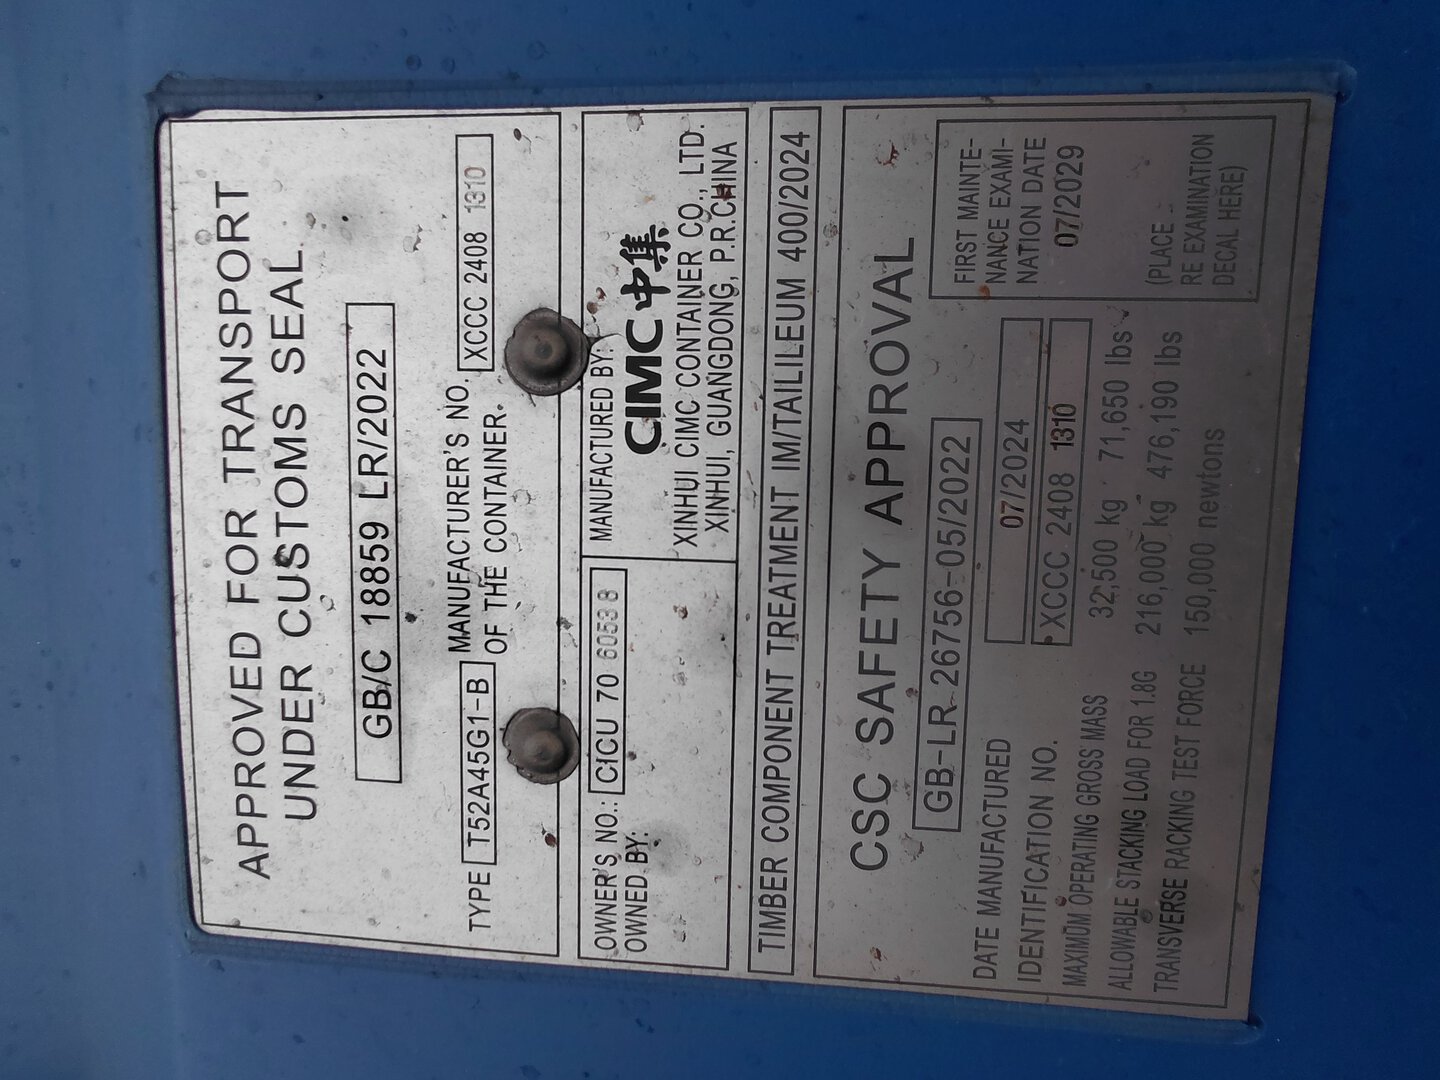 APPROVED FOR TRANSPORT
UNDER CUSTOMS SEAL
GB/C 18859 LR/2022
TYPE T52A45G1-B MANUFACTURER'S NO.
OF THE CONTAINER. XCCC 2408 1310
OWNER'S NO.: CICU 70 6053 8
OWNED BY:
MANUFACTURED BY:
CIMC 中集
XINHUI CIMC CONTAINER CO., LTD.
XINHUI, GUANGDONG, P.R.CHINA
TIMBER COMPONENT TREATMENT IM/TAILILEUM 400/2024
CSC SAFETY APPROVAL
GB-LR 26756-05/2022
DATE MANUFACTURED 07/2024
IDENTIFICATION NO. XCCC 2408 1310
MAXIMUM OPERATING GROSS MASS 32,500 kg 71,650 lbs
ALLOWABLE STACKING LOAD FOR 1.8G 216,000 kg 476,190 lbs
TRANSVERSE RACKING TEST FORCE 150,000 newtons
FIRST MAINTE-
NANCE EXAMI-
NATION DATE
07/2029
(PLACE
RE EXAMINATION
DECAL HERE)